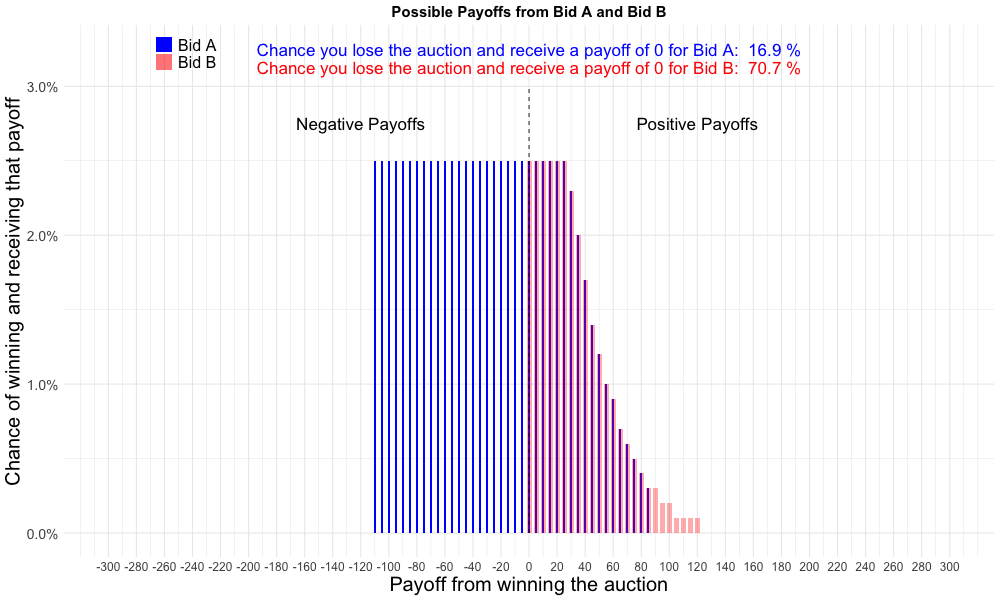 Possible Payoffs from Bid A and Bid B
Bid A
Bid B
Chance you lose the auction and receive a payoff of 0 for Bid A:  16.9 %
Chance you lose the auction and receive a payoff of 0 for Bid B:  70.7 %
Negative Payoffs
Positive Payoffs
Chance of winning and receiving that payoff
3.0%
2.0%
1.0%
0.0%
-300 -280 -260 -240 -220 -200 -180 -160 -140 -120 -100 -80 -60 -40 -20 0 20 40 60 80 100 120 140 160 180 200 220 240 260 280 300
Payoff from winning the auction